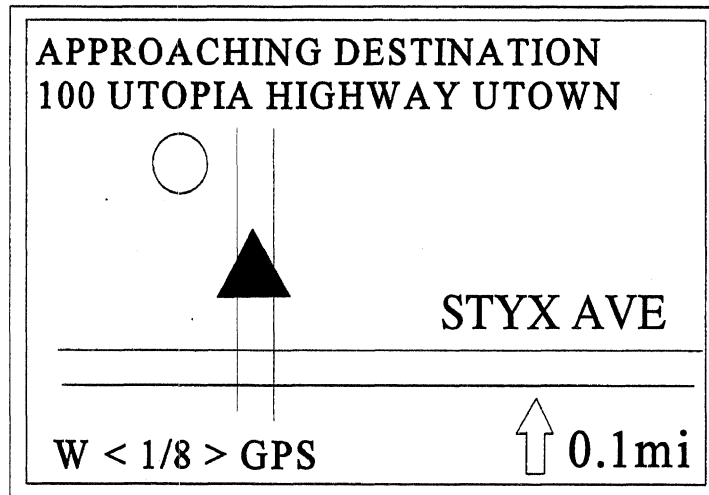 APPROACHING DESTINATION
100 UTOPIA HIGHWAY UTOWN
STYX AVE
W < 1/8 > GPS
0.1mi